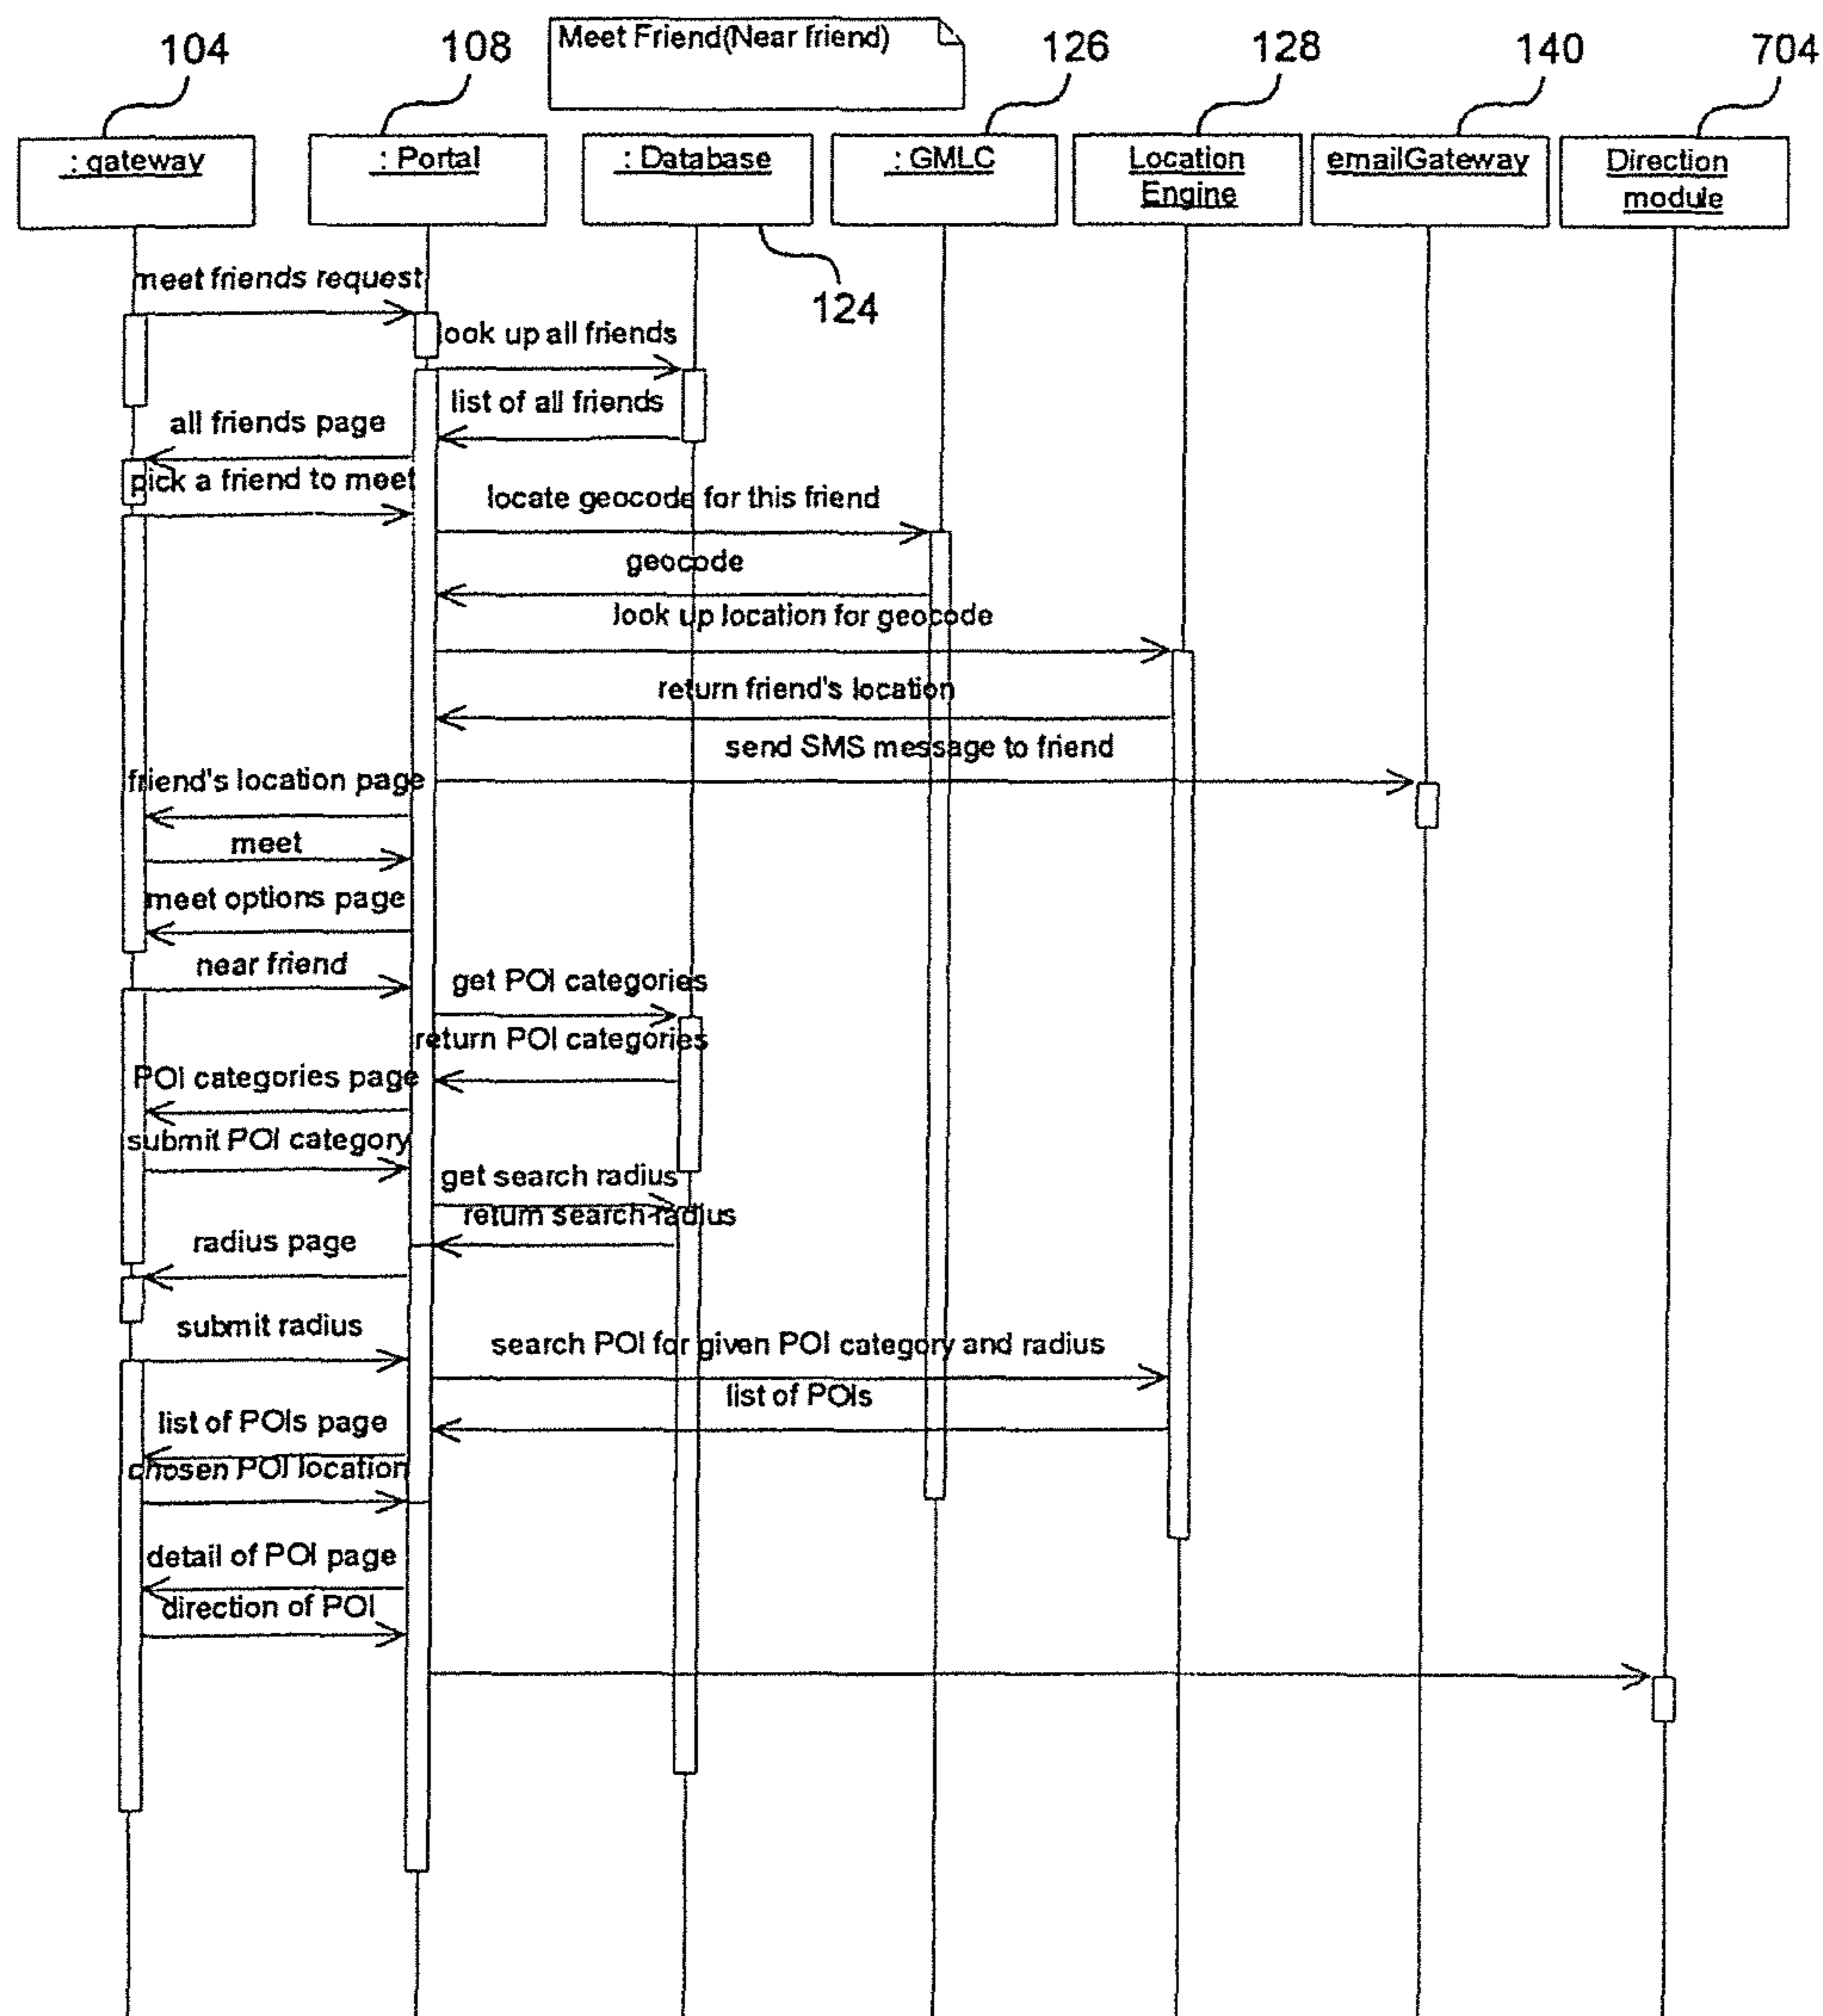 Meet Friend(Near friend)
104
108
126
128
140
704
: gateway
: Portal
: Database
: GMLC
Location
Engine
emailGateway
Direction
module
124
meet friends request
look up all friends
list of all friends
all friends page
pick a friend to meet
locate geocode for this friend
geocode
look up location for geocode
return friend's location
send SMS message to friend
friend's location page
meet
meet options page
near friend
get POI categories
return POI categories
POI categories page
submit POI category
get search radius
return search radius
radius page
submit radius
search POI for given POI category and radius
list of POIs
list of POIs page
chosen POI location
detail of POI page
direction of POI